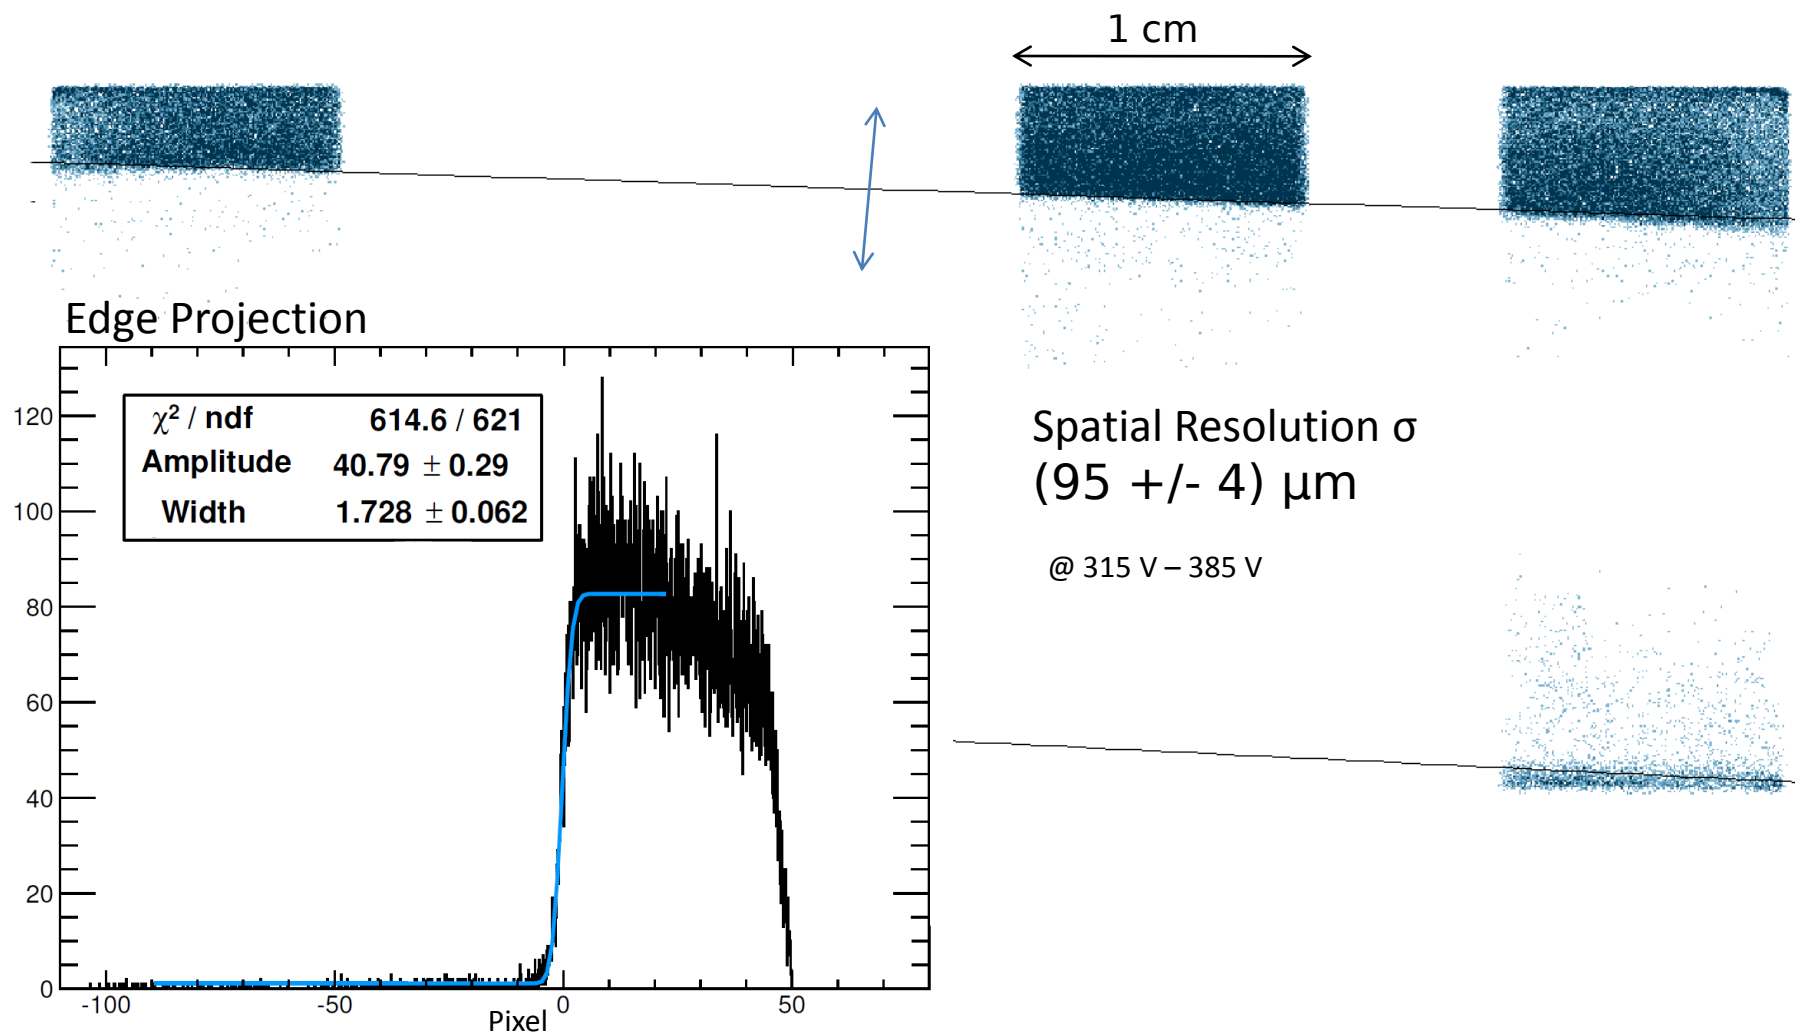 1 cm
Edge Projection
χ² / ndf 614.6 / 621
Amplitude 40.79 ± 0.29
Width 1.728 ± 0.062
120
100
80
60
40
20
0
-100 -50 0 50
Pixel
Spatial Resolution σ
(95 +/- 4) μm
@ 315 V – 385 V